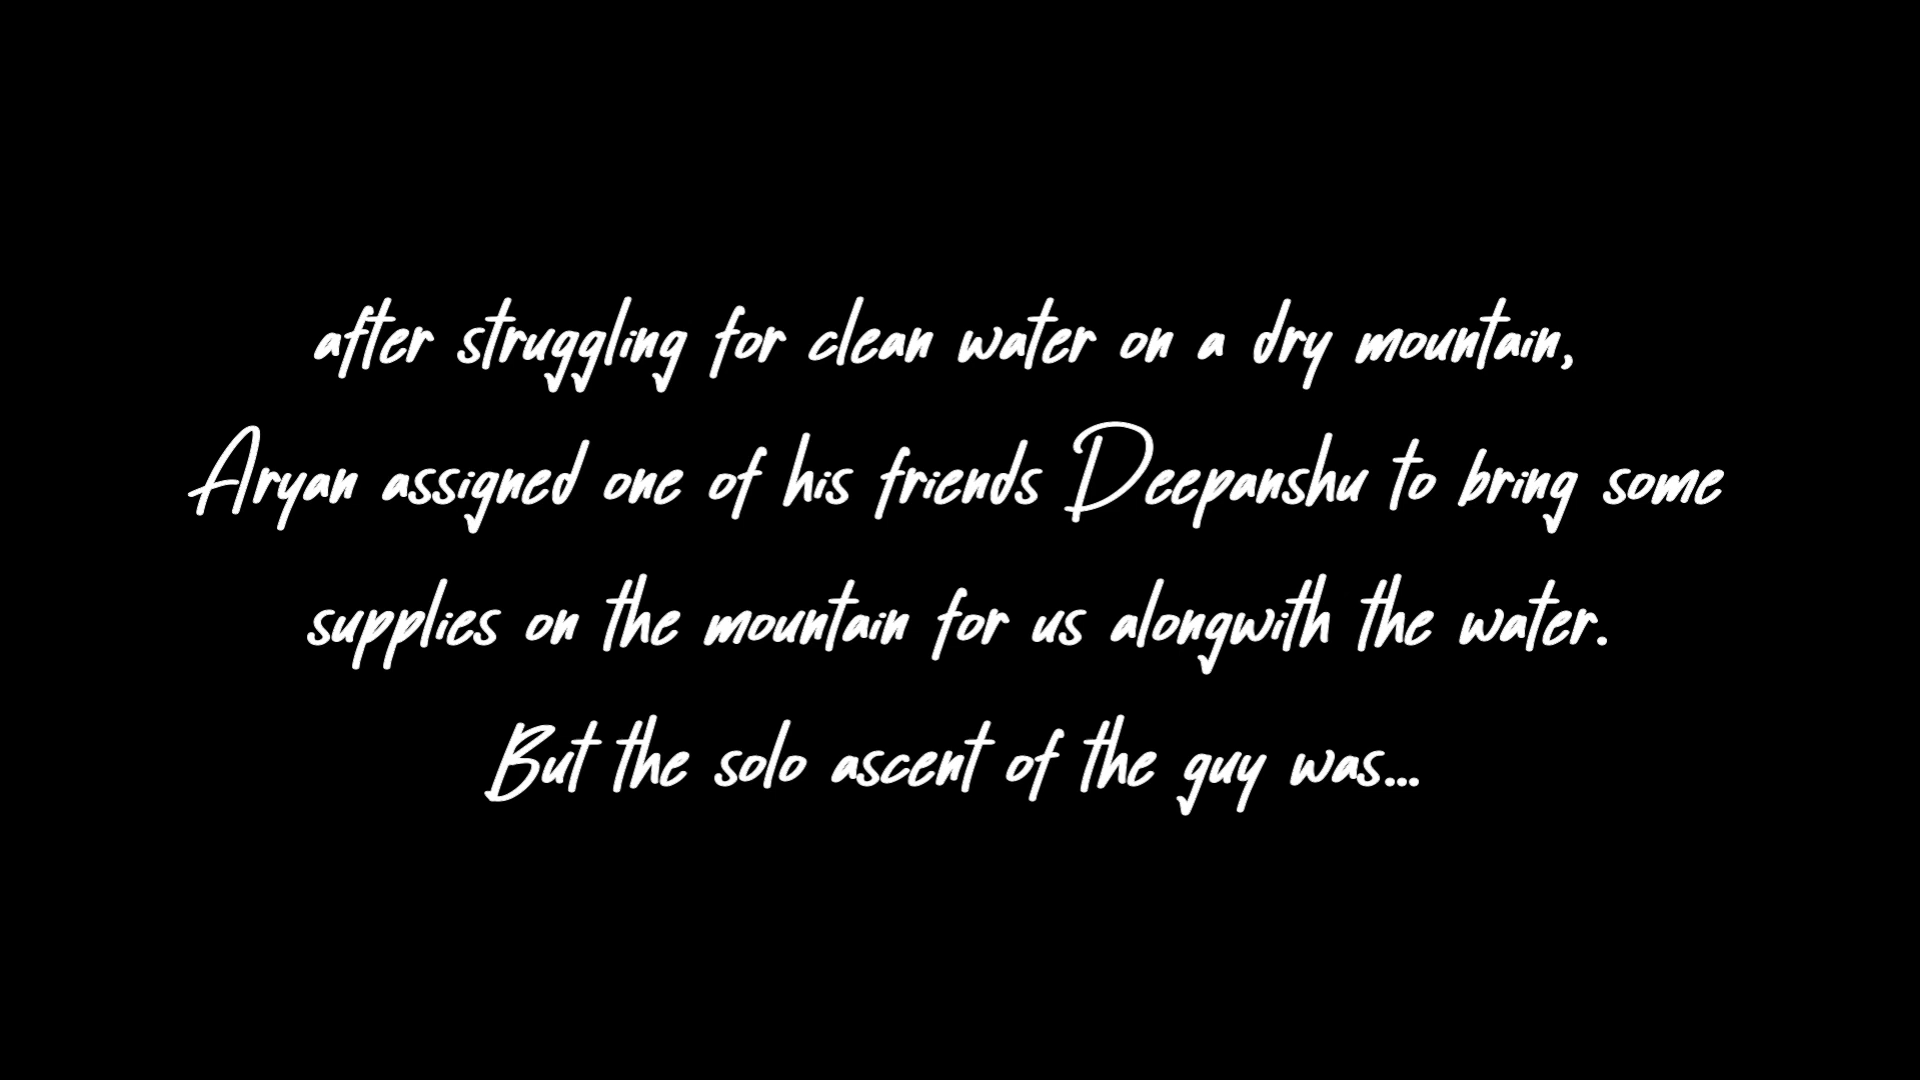 after struggling for clean water on a dry mountain,
Aryan assigned one of his friends Deepanshu to bring some
supplies on the mountain for us alongwith the water.
But the solo ascent of the guy was...